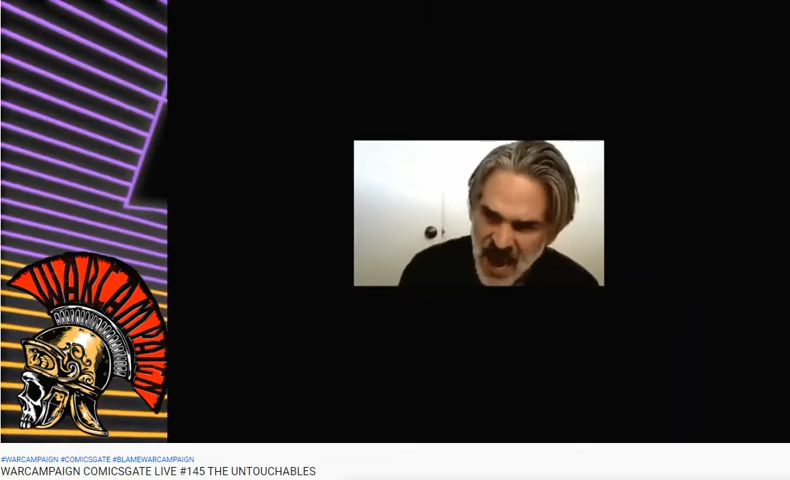 WARCAMPAIGN
#WARCAMPAIGN #COMICSGATE #BLAMEWARCAMPAIGN
WARCAMPAIGN COMICSGATE LIVE #145 THE UNTOUCHABLES